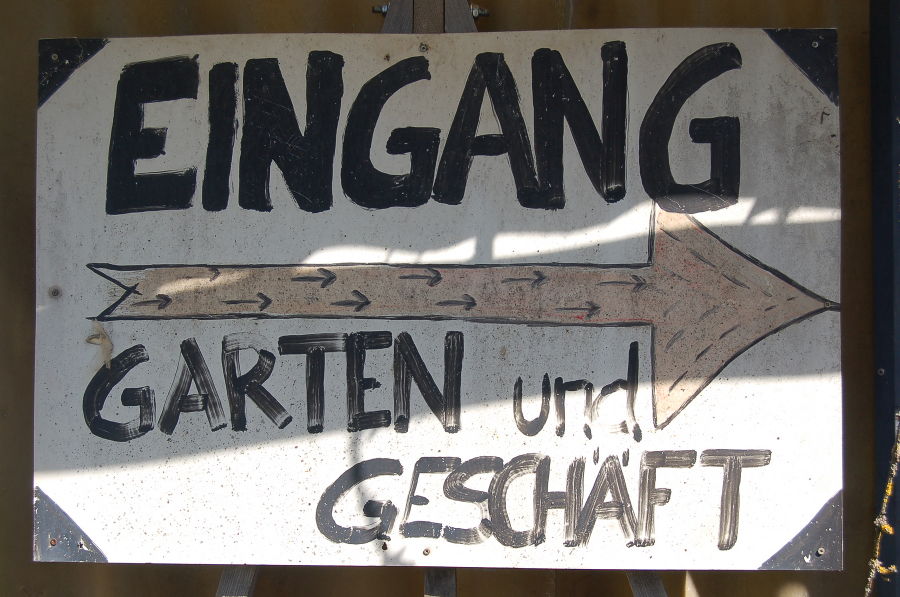 EINGANG
GARTEN und
GESCHÄFT